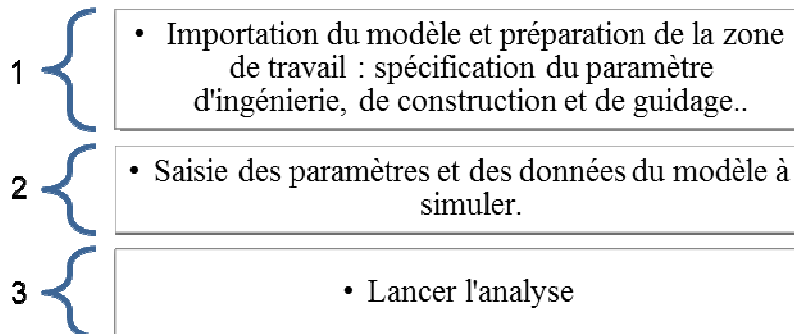 1
• Importation du modèle et préparation de la zone
de travail : spécification du paramètre
d'ingénierie, de construction et de guidage..
2
• Saisie des paramètres et des données du modèle à
simuler.
3
• Lancer l'analyse